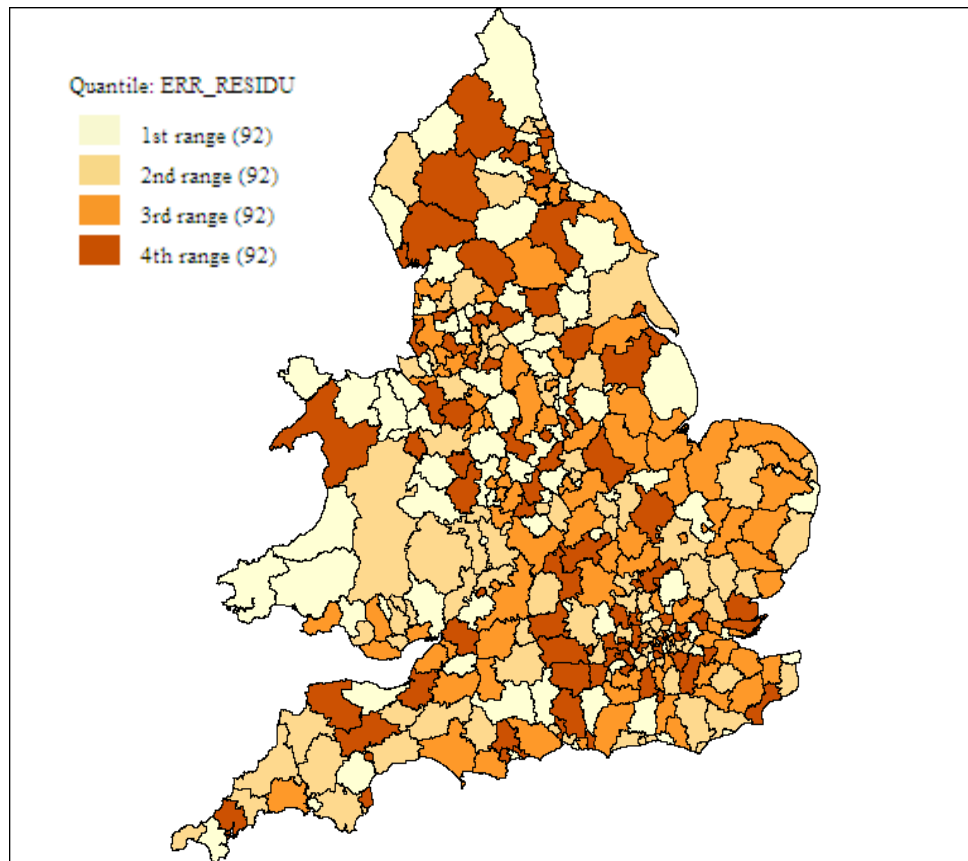 Quantile: ERR_RESIDU
1st range (92)
2nd range (92)
3rd range (92)
4th range (92)